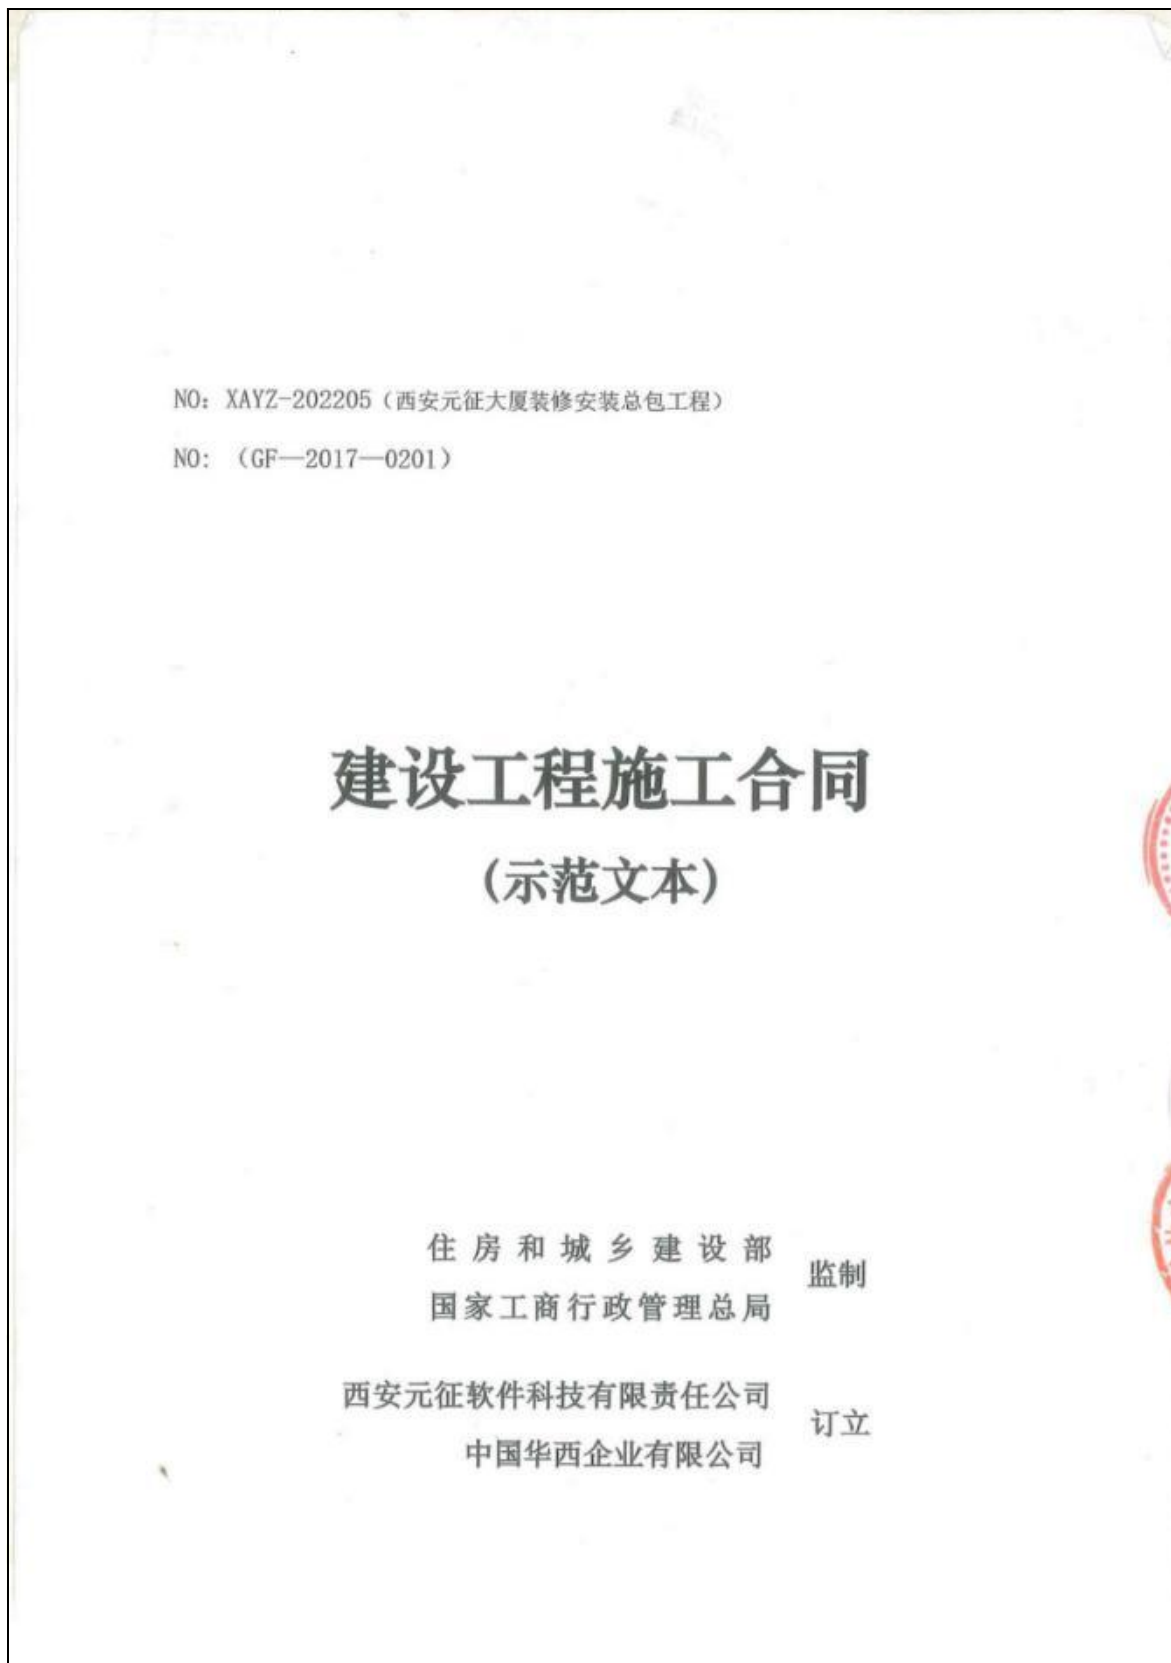 NO: XAYZ-202205（西安元征大厦装修安装总包工程）
NO: （GF—2017—0201）
建设工程施工合同
(示范文本)
住房和城乡建设部
国家工商行政管理总局
监制
西安元征软件科技有限责任公司
中国华西企业有限公司
订立